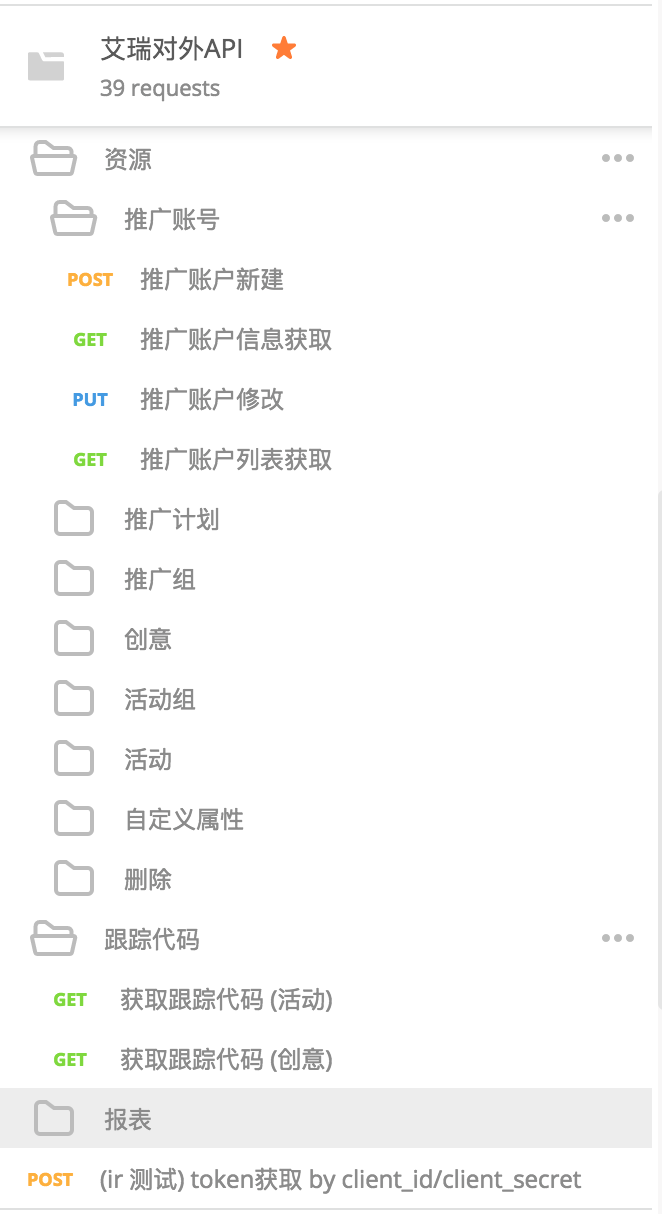 艾瑞对外API
39 requests
资源
推广账号
POST 推广账户新建
GET 推广账户信息获取
PUT 推广账户修改
GET 推广账户列表获取
推广计划
推广组
创意
活动组
活动
自定义属性
删除
跟踪代码
GET 获取跟踪代码 (活动)
GET 获取跟踪代码 (创意)
报表
POST (ir 测试) token获取 by client_id/client_secret